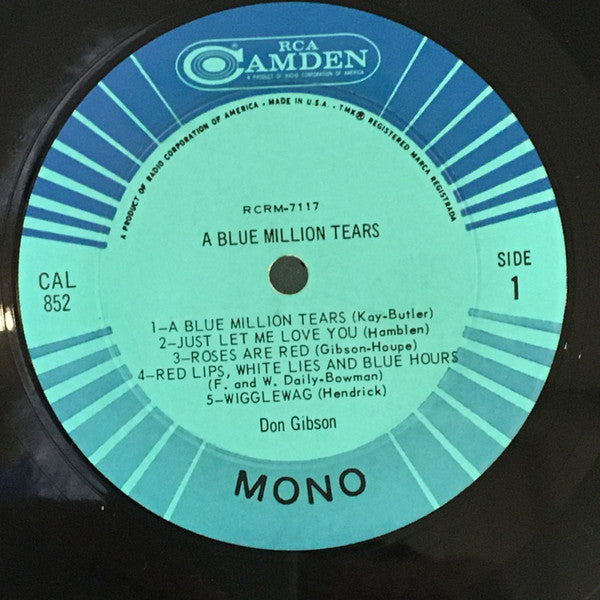 RCA
CAMDEN
A PRODUCT OF RADIO CORPORATION OF AMERICA
A PRODUCT OF RADIO CORPORATION OF AMERICA • MADE IN U.S.A. • TMK® REGISTERED MARCA REGISTRADA
RCRM-7117
A BLUE MILLION TEARS
CAL
852
SIDE
1
1—A BLUE MILLION TEARS (Kay-Butler)
2—JUST LET ME LOVE YOU (Hamblen)
3—ROSES ARE RED (Gibson-Houpe)
4—RED LIPS, WHITE LIES AND BLUE HOURS
(F. and W. Daily-Bowman)
5—WIGGLEWAG (Hendrick)
Don Gibson
MONO